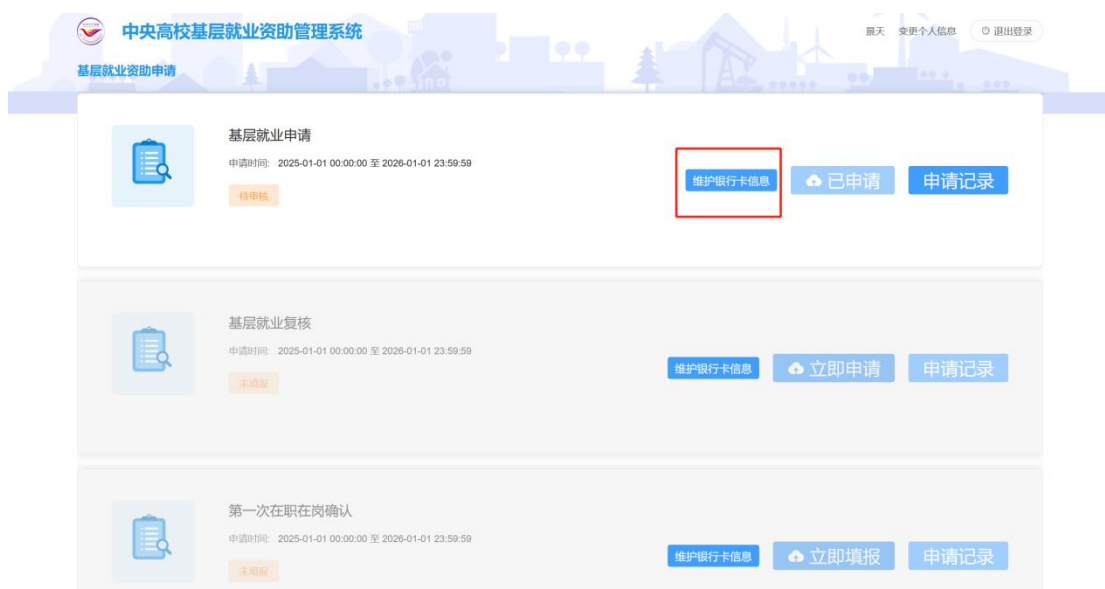 中央高校基层就业资助管理系统
景天 变更个人信息 退出登录
基层就业资助申请
基层就业申请
申请时间: 2025-01-01 00:00:00 至 2026-01-01 23:59:59
待审核
维护银行卡信息 已申请 申请记录
基层就业复核
申请时间: 2025-01-01 00:00:00 至 2026-01-01 23:59:59
未填报
维护银行卡信息 立即申请 申请记录
第一次在职在岗确认
申请时间: 2025-01-01 00:00:00 至 2026-01-01 23:59:59
未填报
维护银行卡信息 立即填报 申请记录